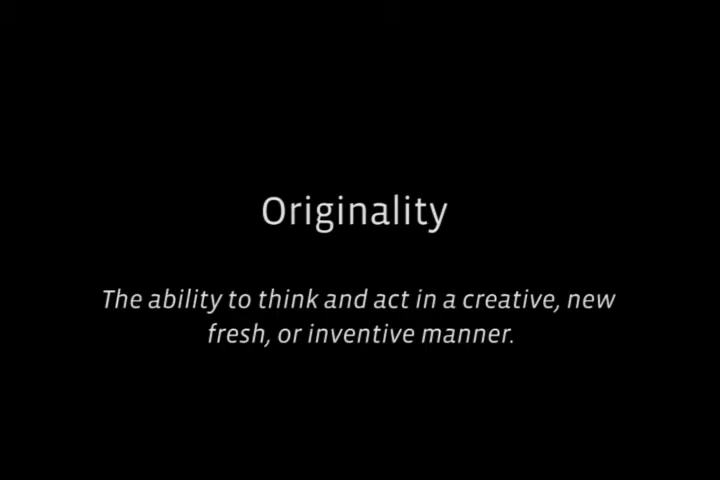 Originality
The ability to think and act in a creative, new
fresh, or inventive manner.